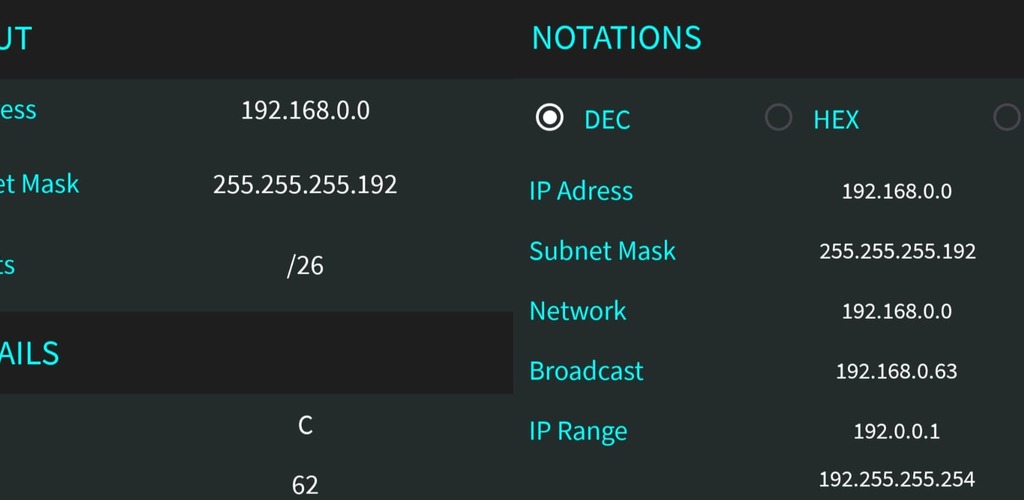 UT
ess 192.168.0.0
et Mask 255.255.255.192
ts /26
AILS
C
62
NOTATIONS
DEC HEX
IP Adress 192.168.0.0
Subnet Mask 255.255.255.192
Network 192.168.0.0
Broadcast 192.168.0.63
IP Range 192.0.0.1
192.255.255.254